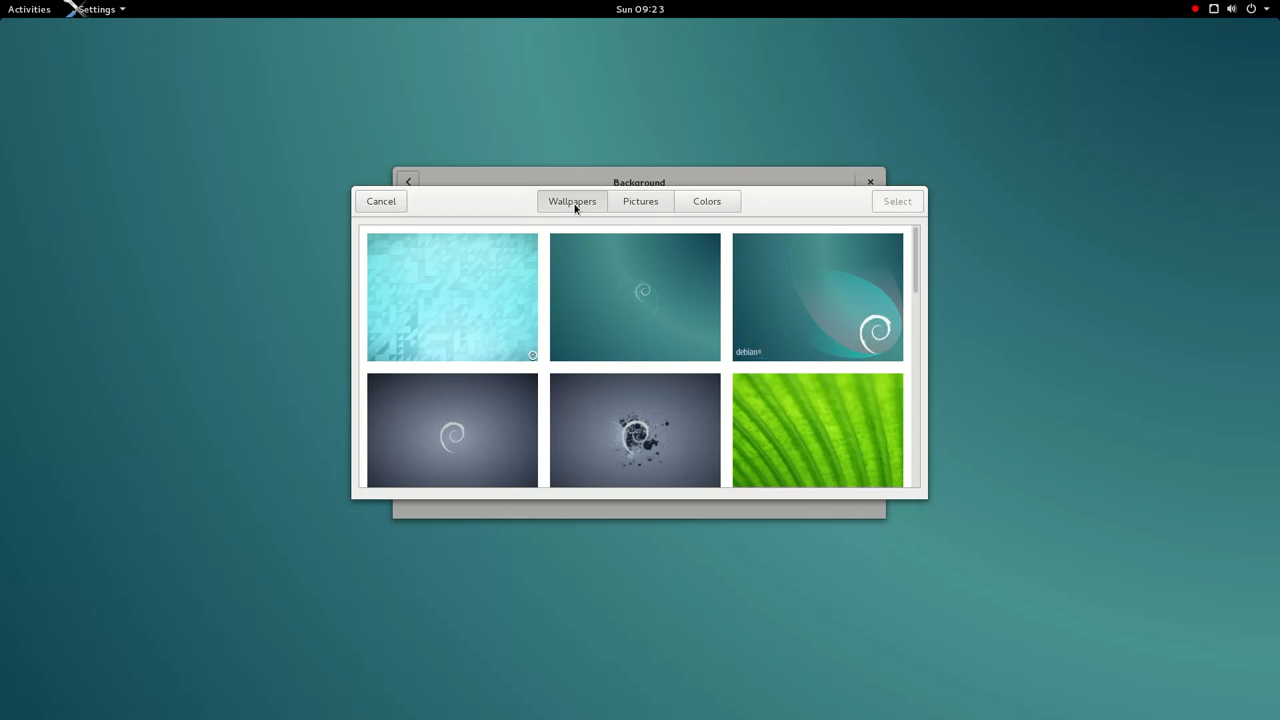 Activities Settings Sun 09:23
Background
Cancel Wallpapers Pictures Colors Select
debian